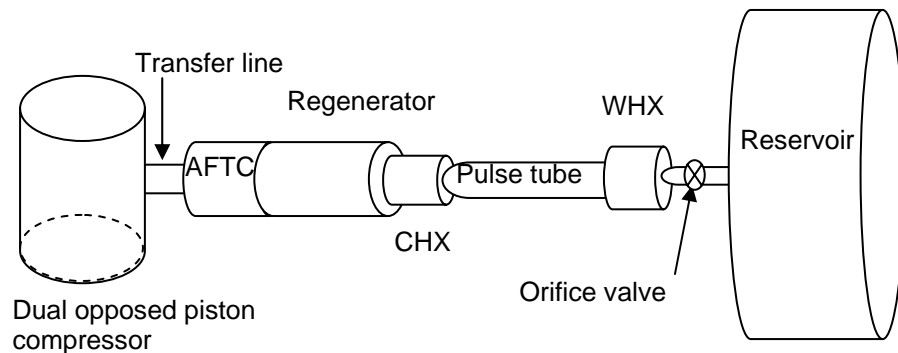 Transfer line
Regenerator
WHX
Reservoir
AFTC
Pulse tube
CHX
Orifice valve
Dual opposed piston
compressor